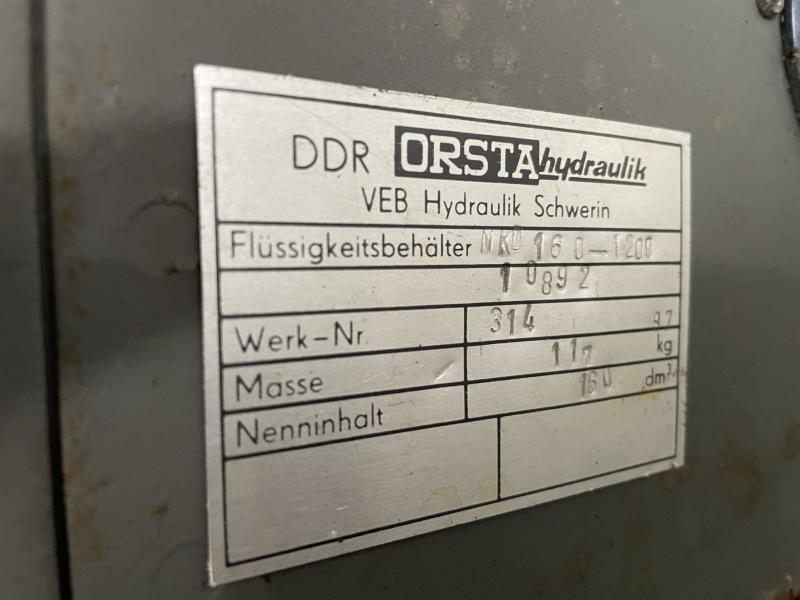 DDR ORSTA hydraulik
VEB Hydraulik Schwerin
Flüssigkeitsbehälter NKD 160-1200
10892
Werk-Nr. 314 87
Masse 117 kg
Nenninhalt 160 dm³